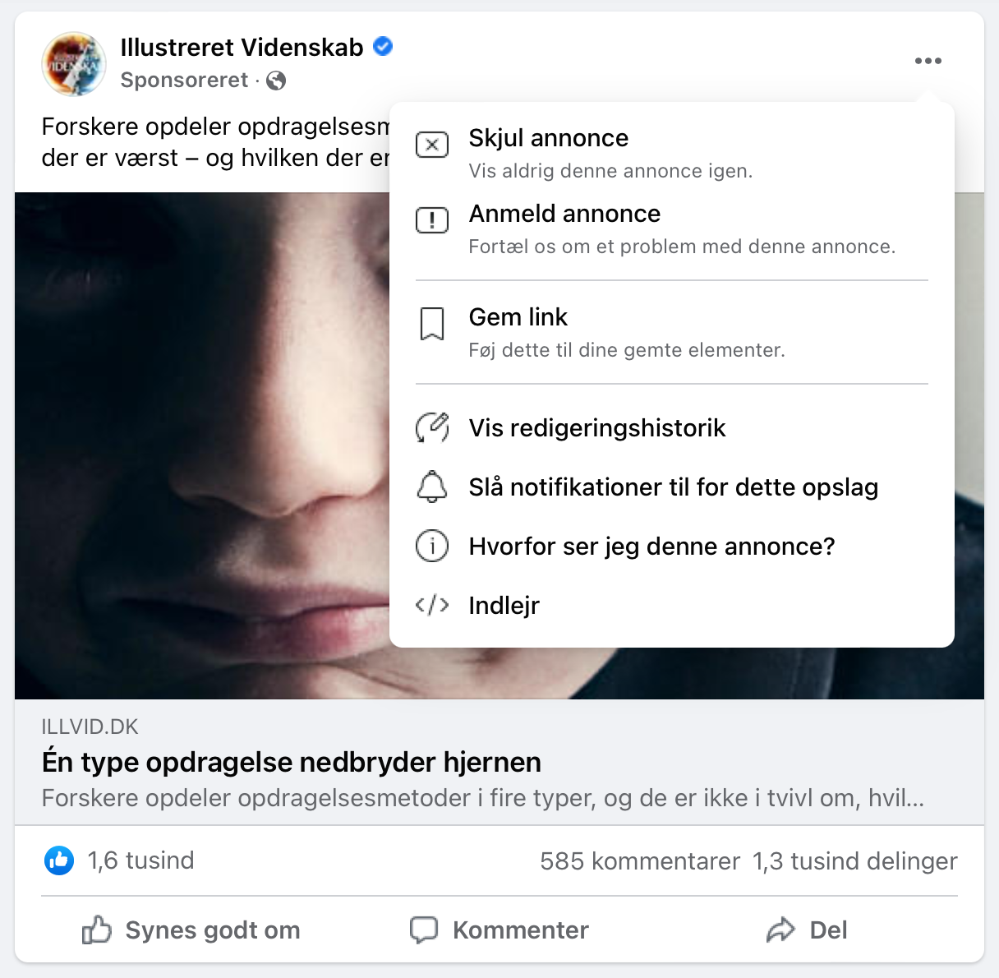 Illustreret Videnskab
Sponsoreret ·
Forskere opdeler
der er værst – og hvilken der
Skjul annonce
Vis aldrig denne annonce igen.
Anmeld annonce
Fortæl os om et problem med denne annonce.
Gem link
Føj dette til dine gemte elementer.
Vis redigeringshistorik
Slå notifikationer til for dette opslag
Hvorfor ser jeg denne annonce?
Indlejr
ILLVID.DK
Én type opdragelse nedbryder hjernen
Forskere opdeler opdragelsesmetoder i fire typer, og de er ikke i tvivl om, hvil...
1,6 tusind
585 kommentarer 1,3 tusind delinger
Synes godt om
Kommenter
Del